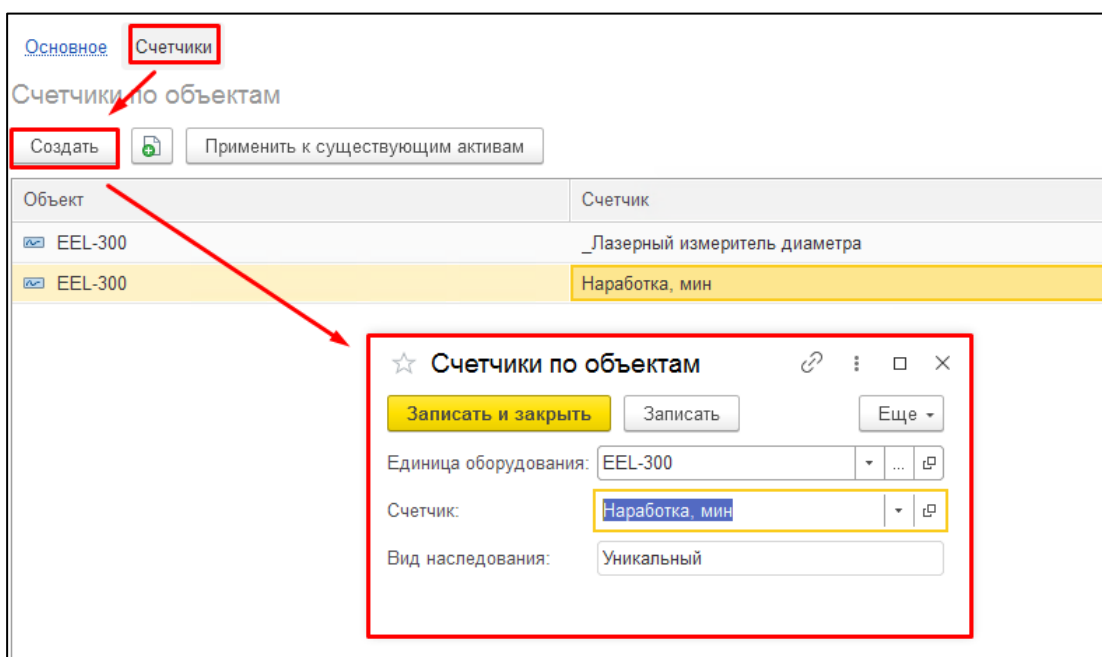 Основное Счетчики
Счетчики по объектам
Создать Применить к существующим активам
Объект Счетчик
EEL-300 _Лазерный измеритель диаметра
EEL-300 Наработка, мин
Счетчики по объектам
Записать и закрыть Записать Еще
Единица оборудования: EEL-300 ...
Счетчик: Наработка, мин
Вид наследования: Уникальный